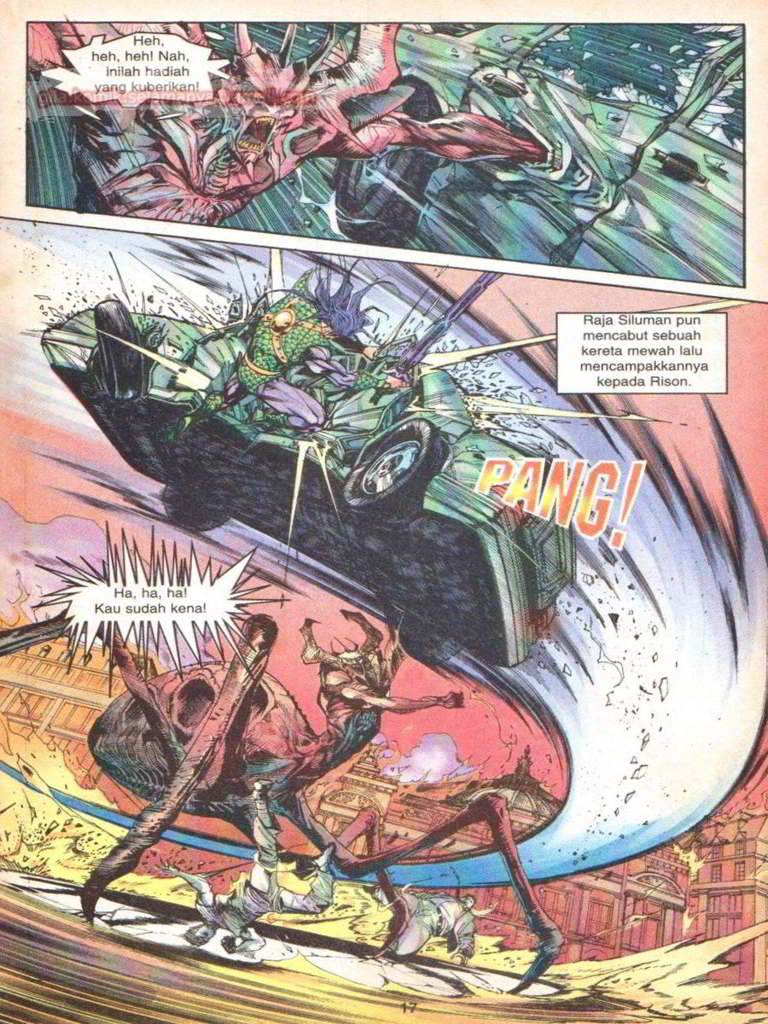 Heh,
heh, heh! Nah,
inilah hadiah
yang kuberikan!
Raja Siluman pun
mencabut sebuah
kereta mewah lalu
mencampakkannya
kepada Rison.
PANG!
Ha, ha, ha!
Kau sudah kena!
17